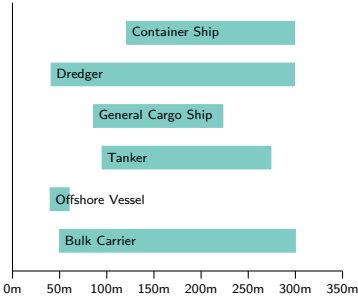 Container Ship
Dredger
General Cargo Ship
Tanker
Offshore Vessel
Bulk Carrier
0m 50m 100m 150m 200m 250m 300m 350m